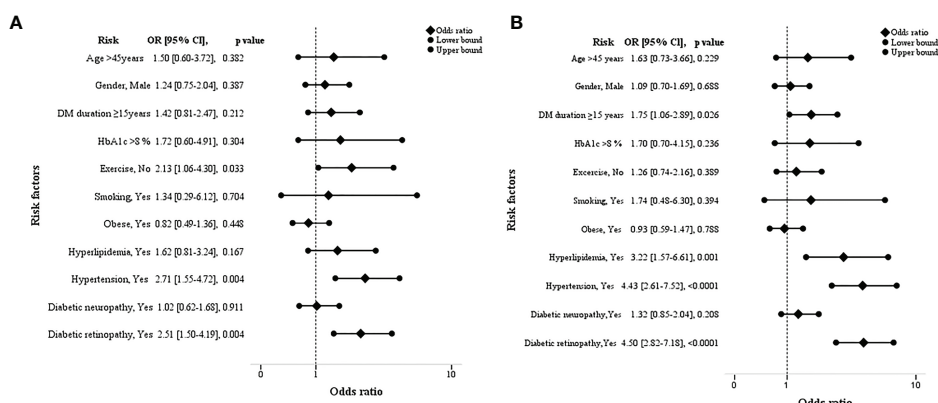 A
Risk OR [95% CI], p value
Odds ratio
Lower bound
Upper bound
Age >45years 1.50 [0.60-3.72], 0.382
Gender, Male 1.24 [0.75-2.04], 0.387
DM duration ≥15years 1.42 [0.81-2.47], 0.212
HbA1c >8 % 1.72 [0.60-4.91], 0.304
Exercise, No 2.13 [1.06-4.30], 0.033
Smoking, Yes 1.34 [0.29-6.12], 0.704
Obese, Yes 0.82 [0.49-1.36], 0.448
Hyperlipidemia, Yes 1.62 [0.81-3.24], 0.167
Hypertension, Yes 2.71 [1.55-4.72], 0.004
Diabetic neuropathy, Yes 1.02 [0.62-1.68], 0.911
Diabetic retinopathy, Yes 2.51 [1.50-4.19], 0.004
Risk factors
0 1 10
Odds ratio
B
Risk OR [95% CI], p value
Odds ratio
Lower bound
Upper bound
Age >45 years 1.63 [0.73-3.66], 0.229
Gender, Male 1.09 [0.70-1.69], 0.688
DM duration ≥15 years 1.75 [1.06-2.89], 0.026
HbA1c >8 % 1.70 [0.70-4.15], 0.236
Excercise, No 1.26 [0.74-2.16], 0.389
Smoking, Yes 1.74 [0.48-6.30], 0.394
Obese, Yes 0.93 [0.59-1.47], 0.788
Hyperlipidemia, Yes 3.22 [1.57-6.61], 0.001
Hypertension, Yes 4.43 [2.61-7.52], <0.0001
Diabetic neuropathy,Yes 1.32 [0.85-2.04], 0.208
Diabetic retinopathy,Yes 4.50 [2.82-7.18], <0.0001
Risk factors
0 1 10
Odds ratio